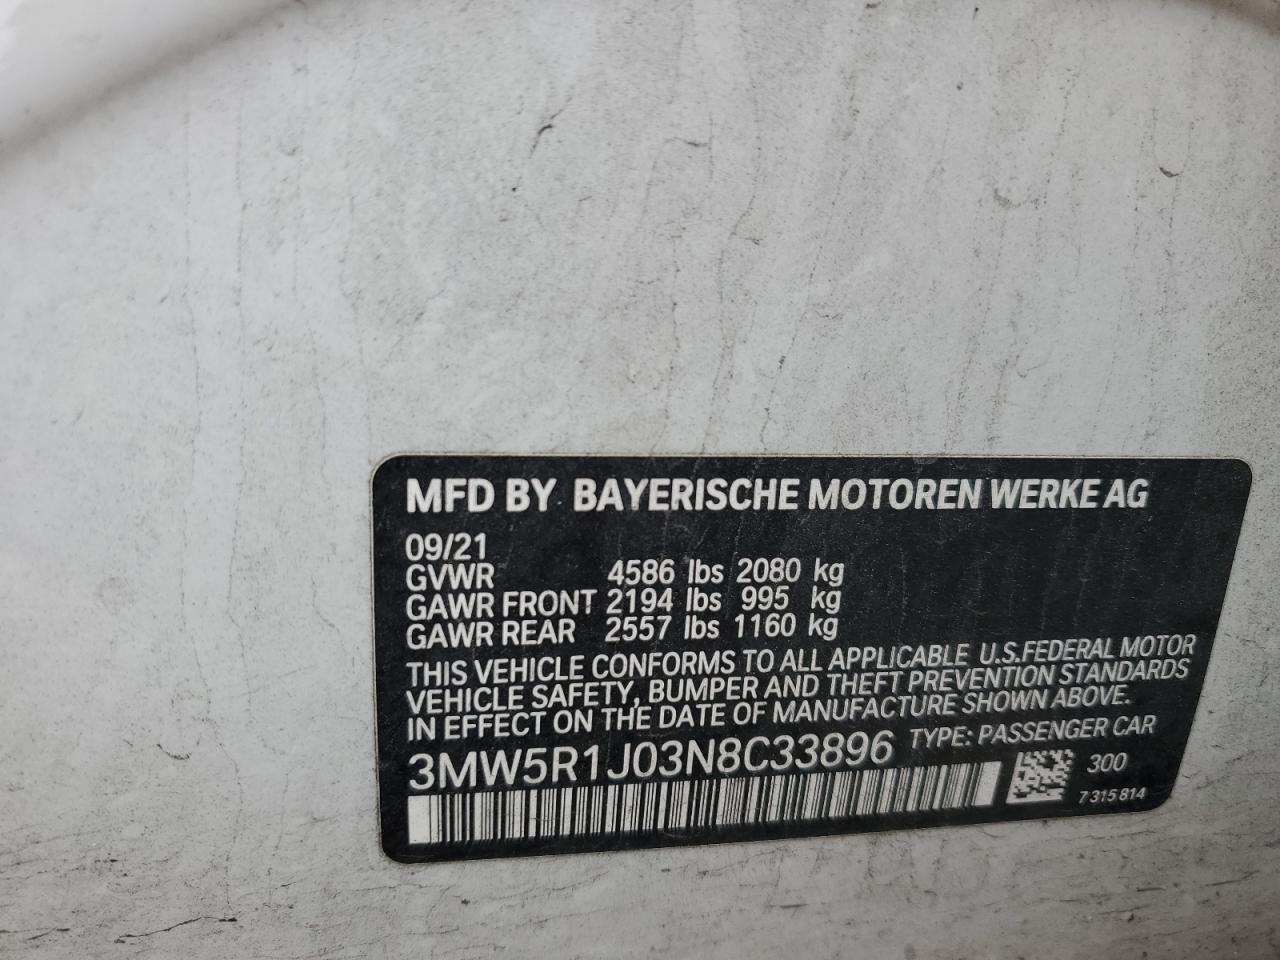 MFD BY BAYERISCHE MOTOREN WERKE AG
09/21
GVWR 4586 lbs 2080 kg
GAWR FRONT 2194 lbs 995 kg
GAWR REAR 2557 lbs 1160 kg
THIS VEHICLE CONFORMS TO ALL APPLICABLE U.S.FEDERAL MOTOR
VEHICLE SAFETY, BUMPER AND THEFT PREVENTION STANDARDS
IN EFFECT ON THE DATE OF MANUFACTURE SHOWN ABOVE.
3MW5R1J03N8C33896 TYPE: PASSENGER CAR
300
7 315 814